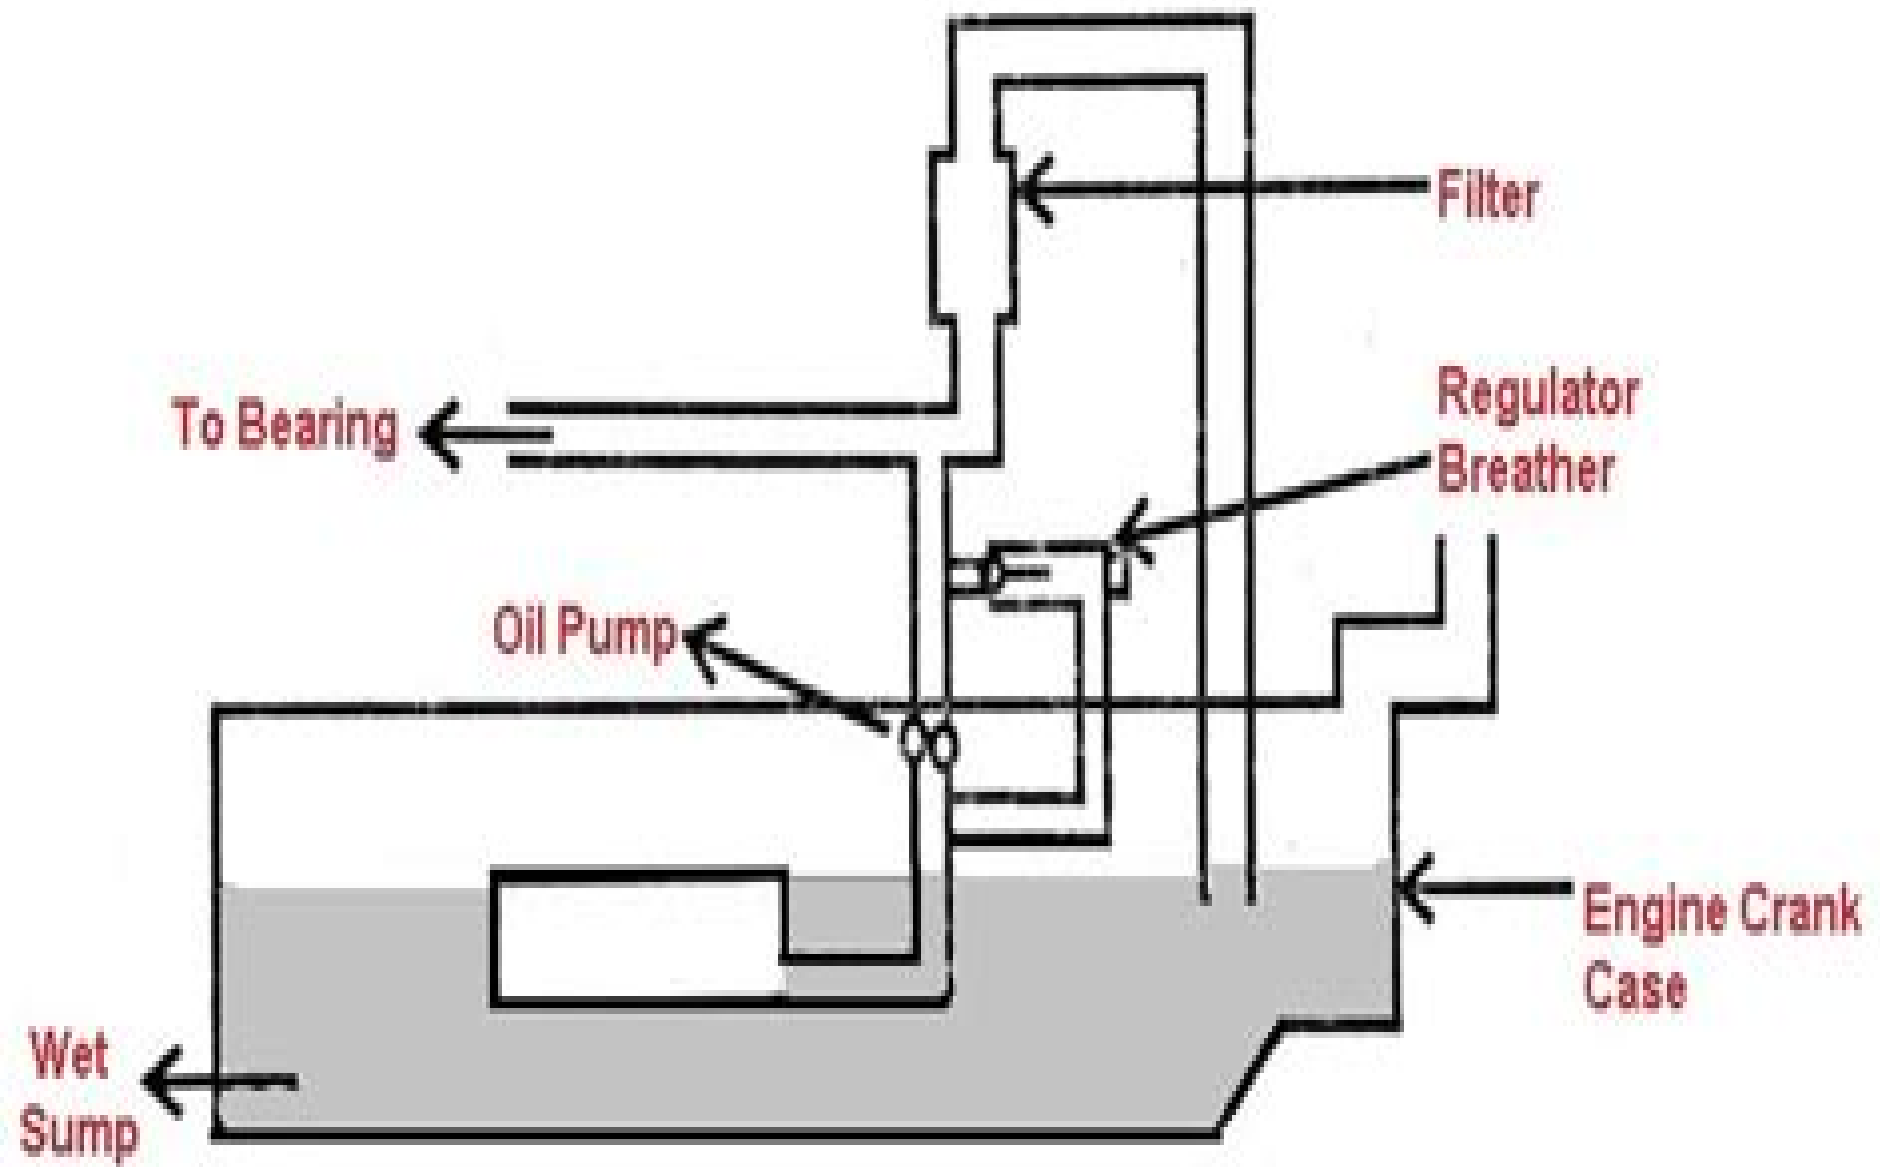 Filter
Regulator
Breather
To Bearing
Oil Pump
Engine Crank
Case
Wet
Sump